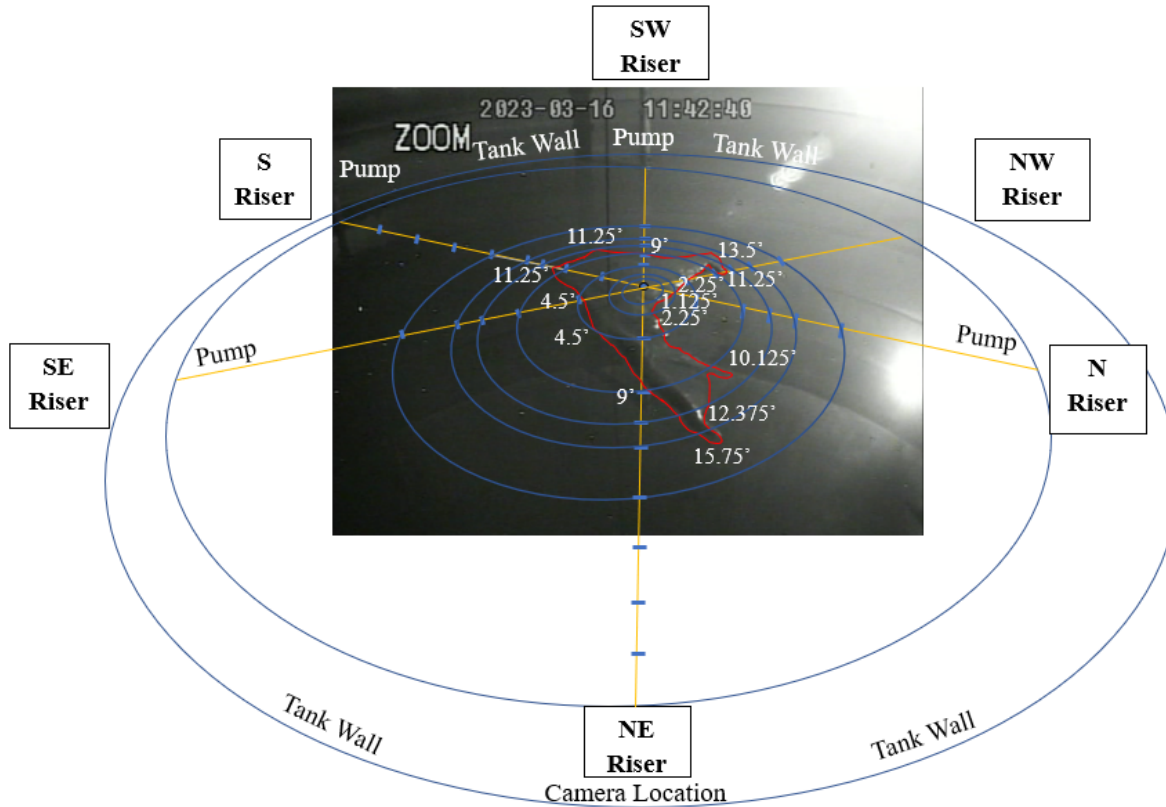 SW
Riser
2023-03-16 11:42:40
ZOOM
Tank Wall
Pump
Tank Wall
S
Riser
Pump
NW
Riser
11.25’
9’
13.5’
11.25’
11.25’
2.25’
4.5’
1.125’
2.25’
4.5’
10.125’
Pump
Pump
SE
Riser
N
Riser
9’
12.375’
15.75’
Tank Wall
NE
Riser
Tank Wall
Camera Location